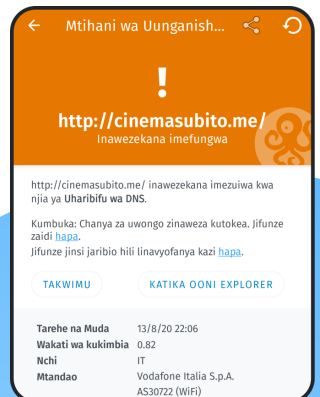 Mtihani wa Uunganish...
!
http://cinemasubito.me/
Inawezekana imefungwa
http://cinemasubito.me/ inawezekana imezuiwa kwa
njia ya Uharibifu wa DNS.
Kumbuka: Chanya za uwongo zinaweza kutokea. Jifunze
zaidi hapa.
Jifunze jinsi jaribio hili linavyofanya kazi hapa.
TAKWIMU KATIKA OONI EXPLORER
Tarehe na Muda 13/8/20 22:06
Wakati wa kukimbia 0.82
Nchi IT
Mtandao Vodafone Italia S.p.A.
AS30722 (WiFi)